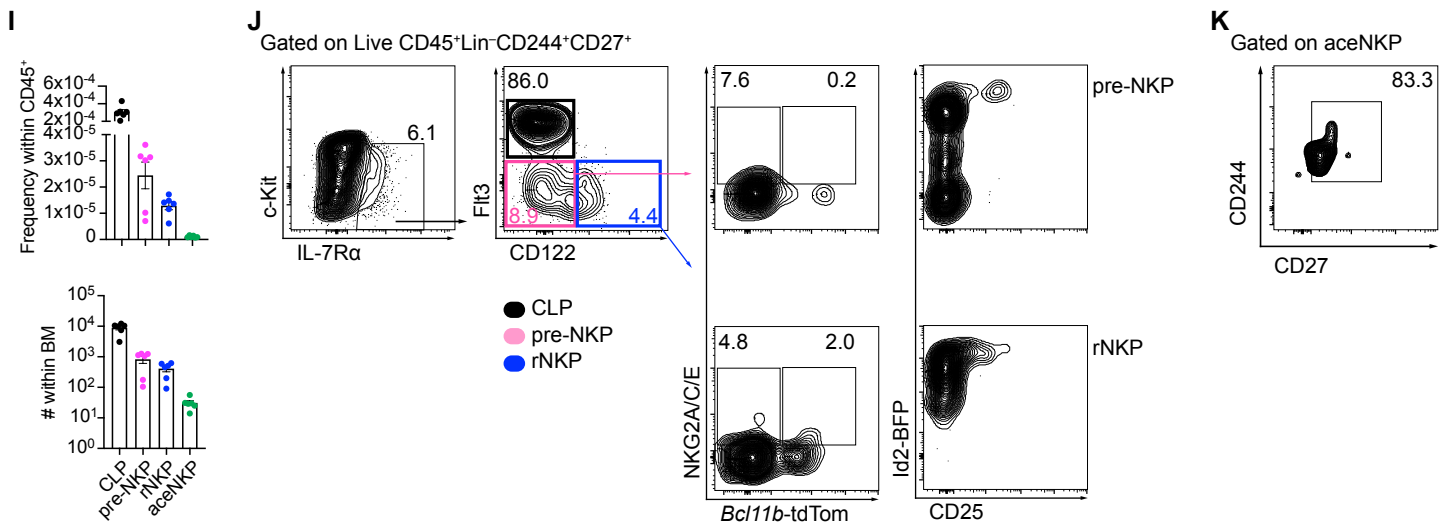 I
Frequency within CD45⁺
6x10⁻⁴
4x10⁻⁴
2x10⁻⁴
4x10⁻⁵
3x10⁻⁵
2x10⁻⁵
1x10⁻⁵
0
# within BM
10⁵
10⁴
10³
10²
10¹
10⁰
CLP
pre-NKP
rNKP
aceNKP
J
Gated on Live CD45⁺Lin⁻CD244⁺CD27⁺
c-Kit
6.1
IL-7Rα
86.0
Flt3
8.9
4.4
CD122
7.6 0.2
pre-NKP
CLP
pre-NKP
rNKP
4.8 2.0
NKG2A/C/E
Bcl11b-tdTom
rNKP
Id2-BFP
CD25
K
Gated on aceNKP
83.3
CD244
CD27